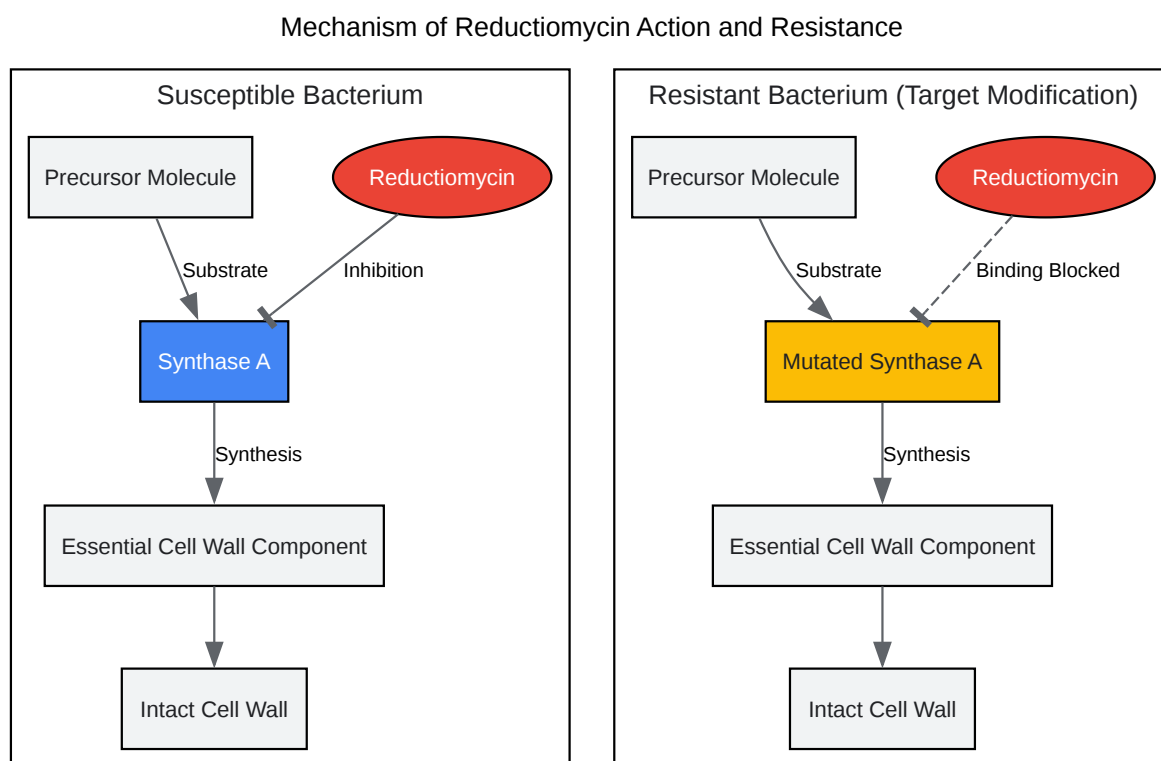 Mechanism of Reductiomycin Action and Resistance
Susceptible Bacterium
Precursor Molecule
Reductiomycin
Substrate
Inhibition
Synthase A
Synthesis
Essential Cell Wall Component
Intact Cell Wall
Resistant Bacterium (Target Modification)
Precursor Molecule
Reductiomycin
Substrate
Binding Blocked
Mutated Synthase A
Synthesis
Essential Cell Wall Component
Intact Cell Wall